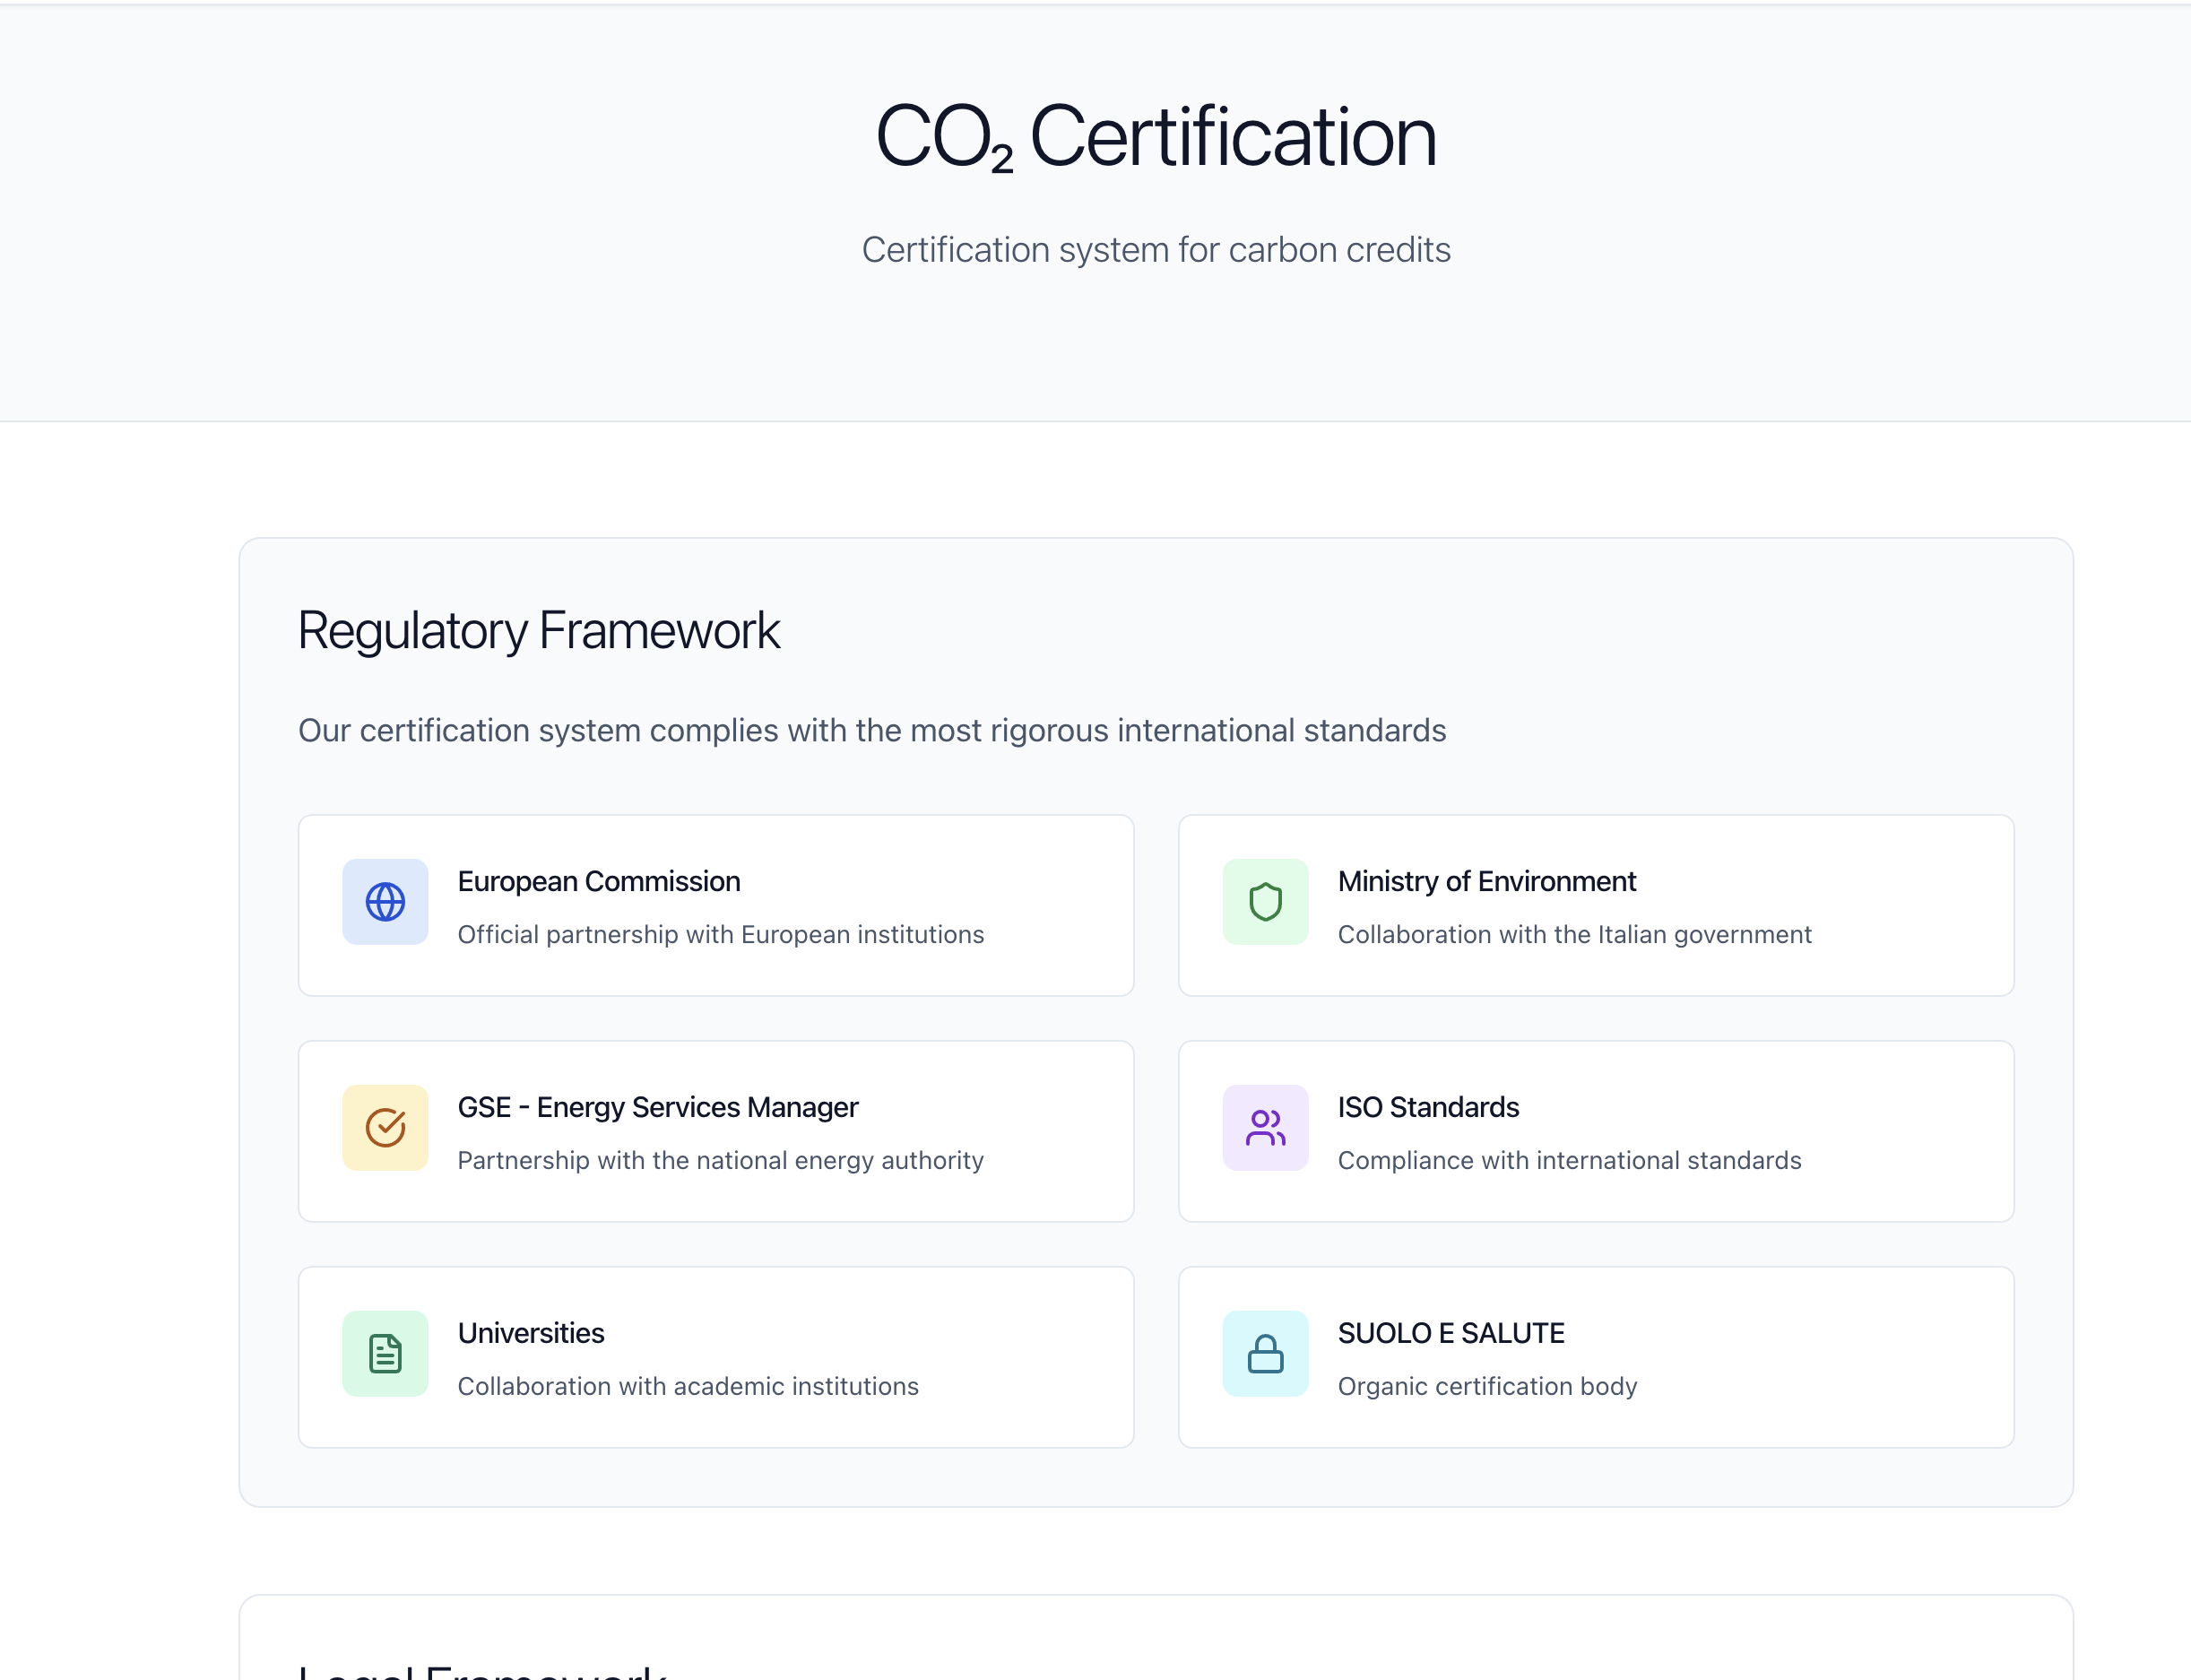 CO₂ Certification
Certification system for carbon credits
Regulatory Framework
Our certification system complies with the most rigorous international standards
European Commission
Official partnership with European institutions
Ministry of Environment
Collaboration with the Italian government
GSE - Energy Services Manager
Partnership with the national energy authority
ISO Standards
Compliance with international standards
Universities
Collaboration with academic institutions
SUOLO E SALUTE
Organic certification body
Legal Framework